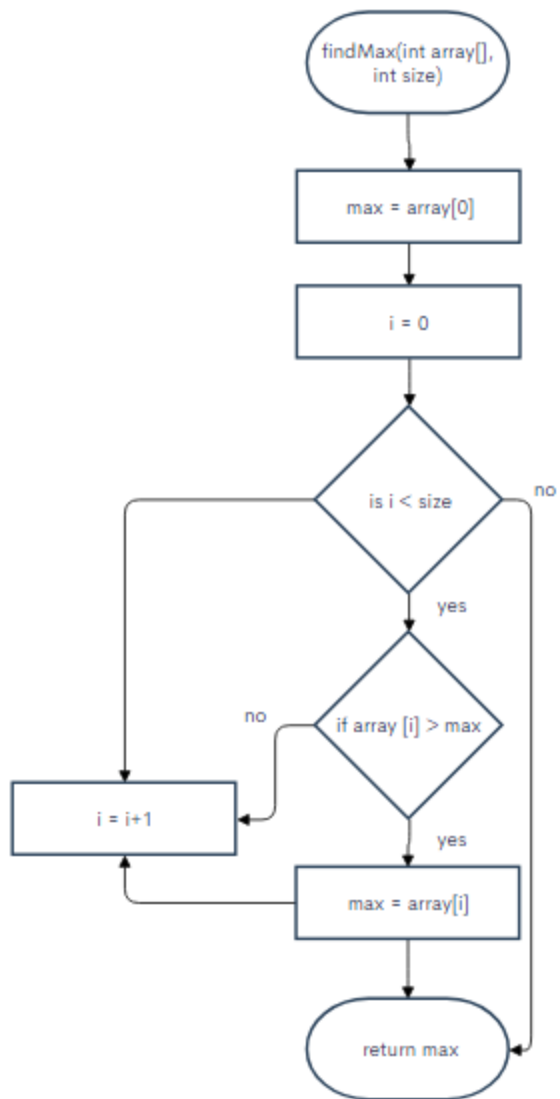 findMax(int array[],
int size)
max = array[0]
i = 0
is i < size
no
yes
if array [i] > max
no
i = i+1
yes
max = array[i]
return max